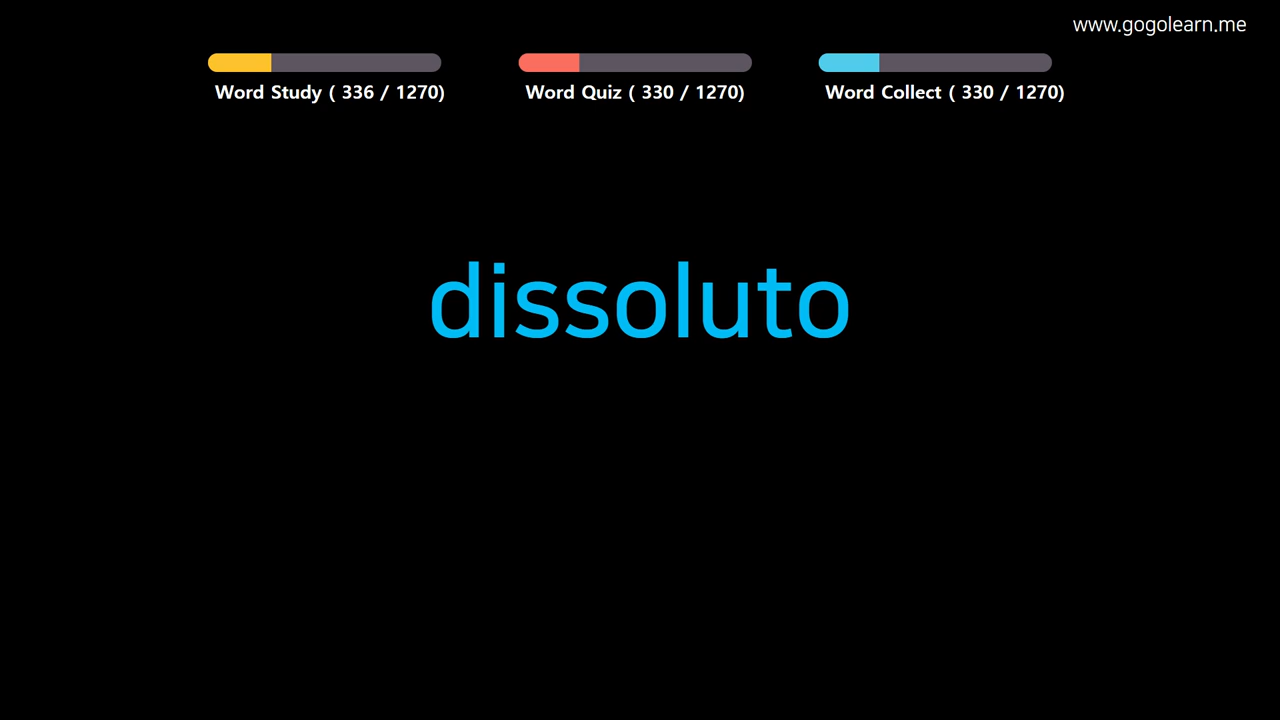 www.gogolearn.me
Word Study ( 336 / 1270)
Word Quiz ( 330 / 1270)
Word Collect ( 330 / 1270)
dissoluto